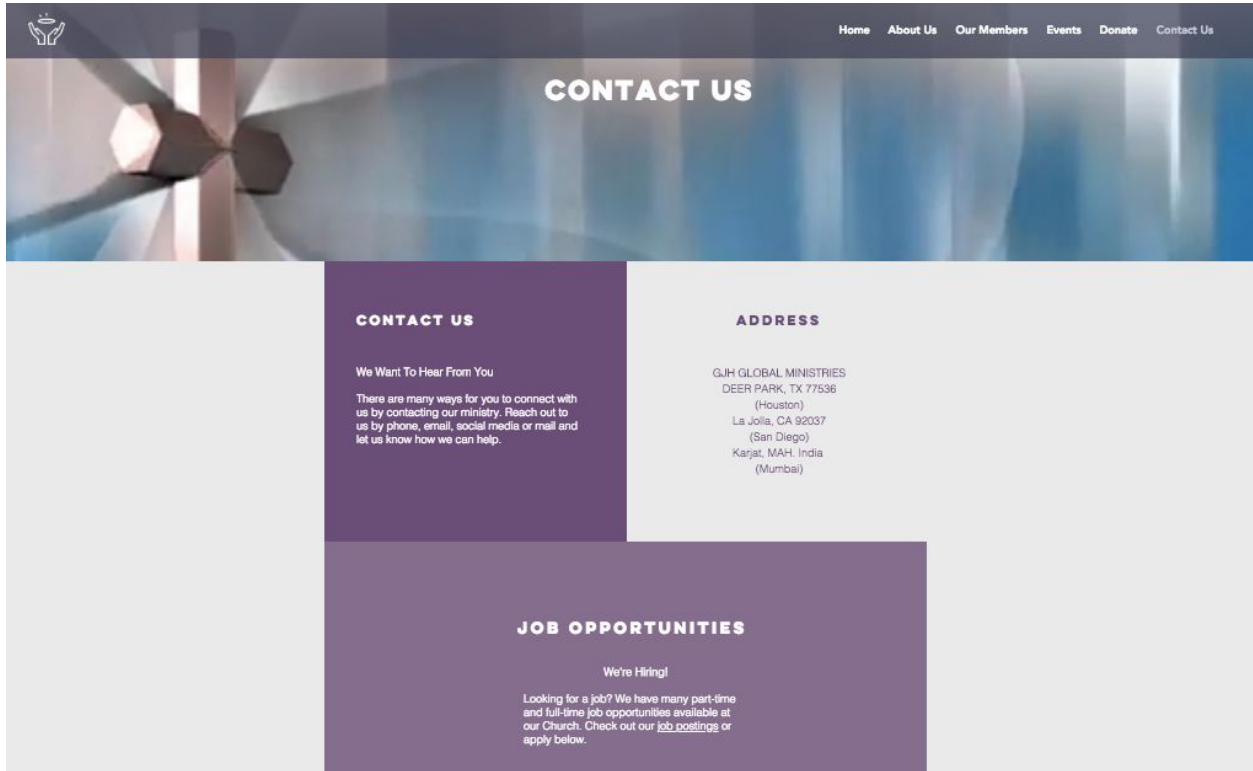 Home About Us Our Members Events Donate Contact Us
CONTACT US
CONTACT US
We Want To Hear From You
There are many ways for you to connect with
us by contacting our ministry. Reach out to
us by phone, email, social media or mail and
let us know how we can help.
ADDRESS
GJH GLOBAL MINISTRIES
DEER PARK, TX 77536
(Houston)
La Jolla, CA 92037
(San Diego)
Karjat, MAH. India
(Mumbai)
JOB OPPORTUNITIES
We're Hiring!
Looking for a job? We have many part-time
and full-time job opportunities available at
our Church. Check out our job postings or
apply below.